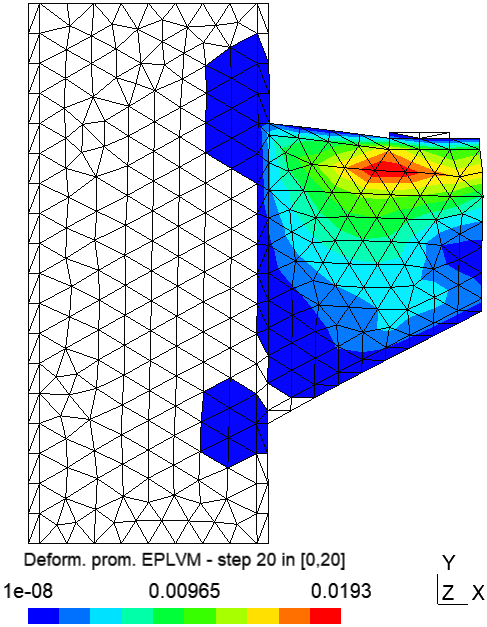 Deform. prom. EPLVM - step 20 in [0,20]
1e-08 0.00965 0.0193
Y
Z X